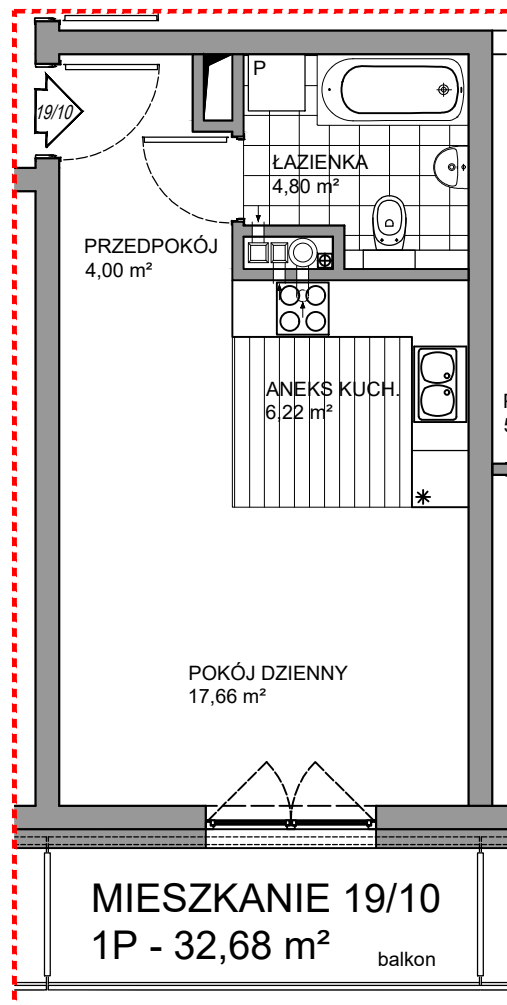 P
19/10
ŁAZIENKA
4,80 m²
PRZEDPOKÓJ
4,00 m²
ANEKS KUCH.
6,22 m²
POKÓJ DZIENNY
17,66 m²
MIESZKANIE 19/10
1P - 32,68 m²
balkon